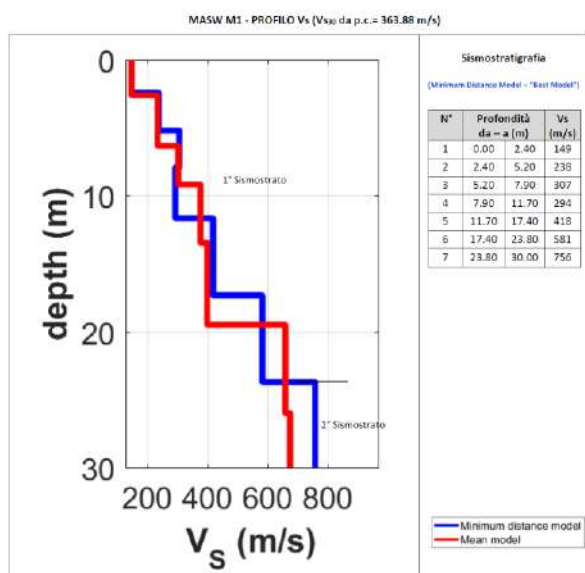 MASW M1 - PROFILO Vs (Vs30 da p.c.= 363.88 m/s)
0
10
20
30
depth (m)
200 400 600 800
VS (m/s)
1° Sismostrato
2° Sismostrato
Sismostratigrafia
(Minimum Distance Model – "Best Model")
N° Profondità da – a (m) Vs (m/s)
1 0.00 2.40 149
2 2.40 5.20 238
3 5.20 7.90 307
4 7.90 11.70 294
5 11.70 17.40 418
6 17.40 23.80 581
7 23.80 30.00 756
Minimum distance model
Mean model